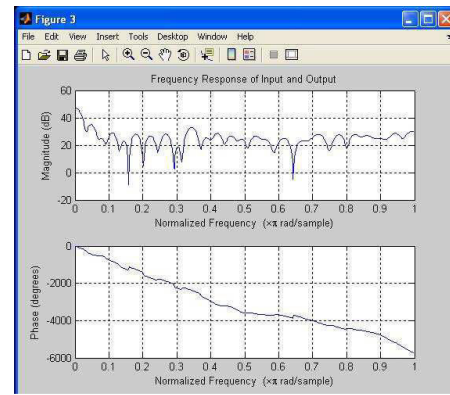 Figure 3
File Edit View Insert Tools Desktop Window Help
Frequency Response of Input and Output
60
40
20
0
-20
Magnitude (dB)
0 0.1 0.2 0.3 0.4 0.5 0.6 0.7 0.8 0.9 1
Normalized Frequency (×π rad/sample)
0
-2000
-4000
-6000
Phase (degrees)
0 0.1 0.2 0.3 0.4 0.5 0.6 0.7 0.8 0.9 1
Normalized Frequency (×π rad/sample)